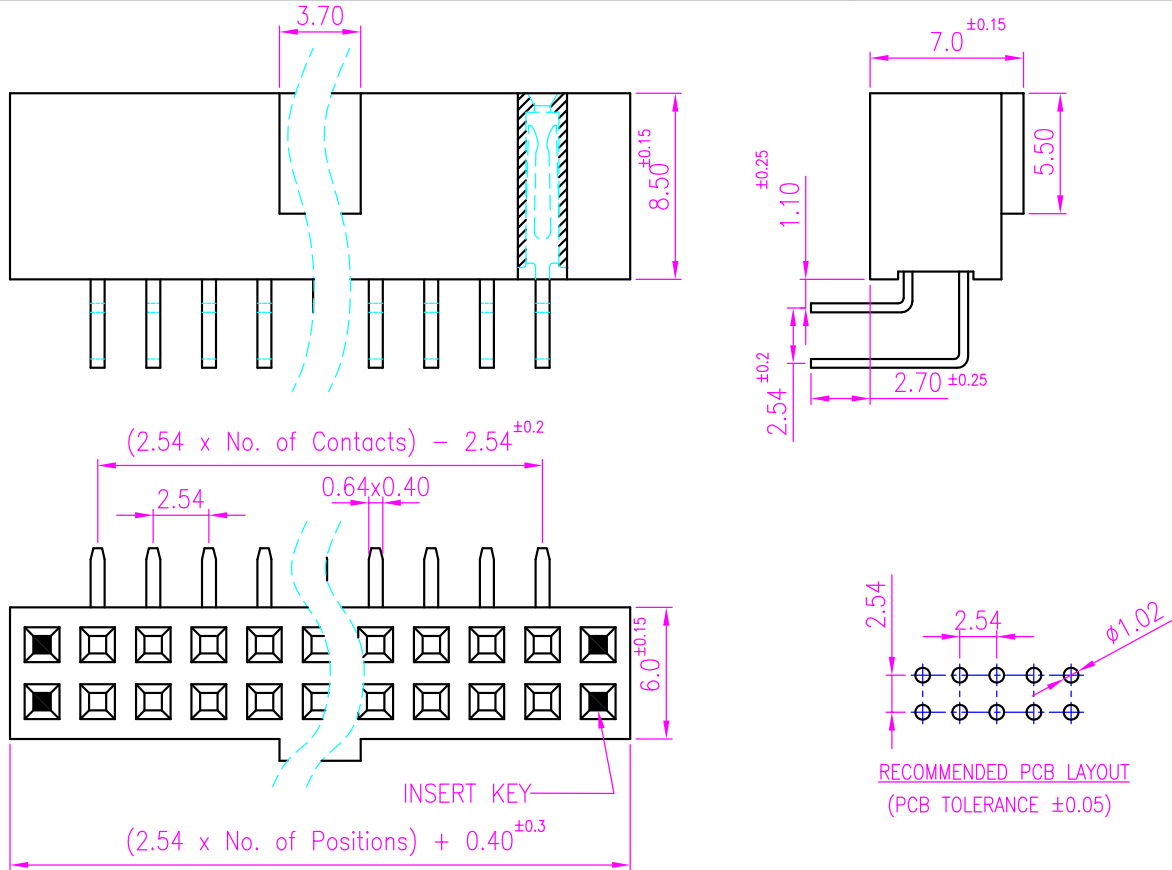 3.70
7.0 ±0.15
8.50 ±0.15
5.50
1.10 ±0.25
2.54 ±0.2
2.70 ±0.25
(2.54 x No. of Contacts) - 2.54 ±0.2
2.54
0.64x0.40
6.0 ±0.15
INSERT KEY
(2.54 x No. of Positions) + 0.40 ±0.3
2.54
2.54
ø1.02
RECOMMENDED PCB LAYOUT
(PCB TOLERANCE ±0.05)